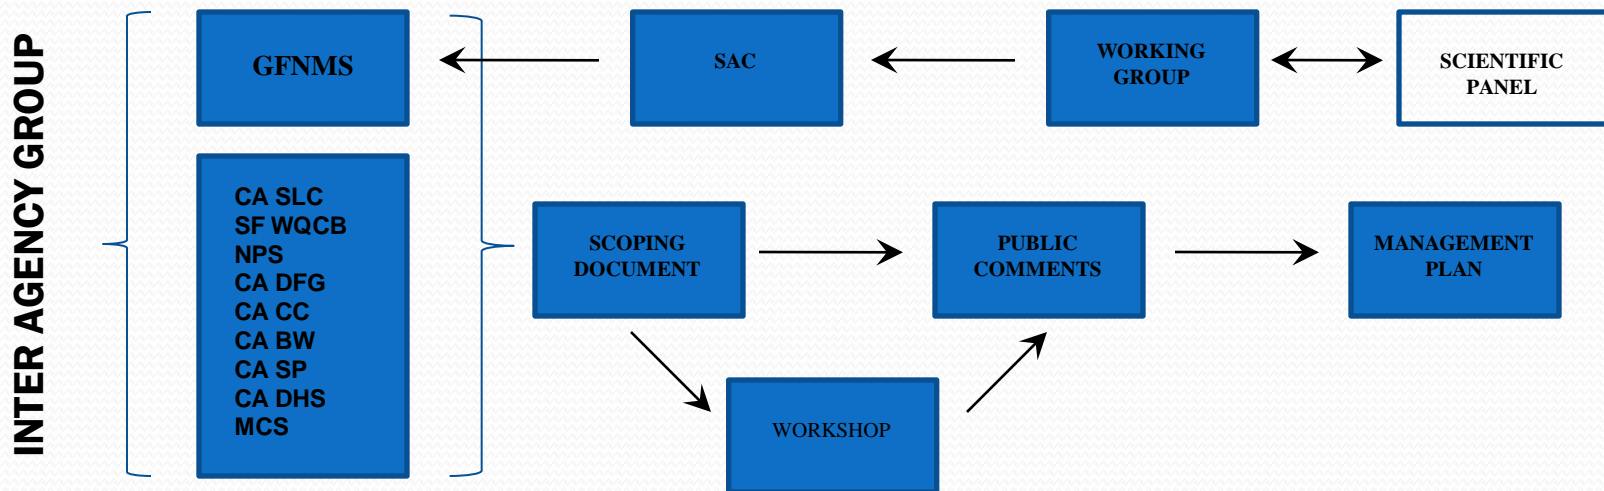 INTER AGENCY GROUP
GFNMS
SAC
WORKING
GROUP
SCIENTIFIC
PANEL
CA SLC
SF WQCB
NPS
CA DFG
CA CC
CA BW
CA SP
CA DHS
MCS
SCOPING
DOCUMENT
PUBLIC
COMMENTS
MANAGEMENT
PLAN
WORKSHOP